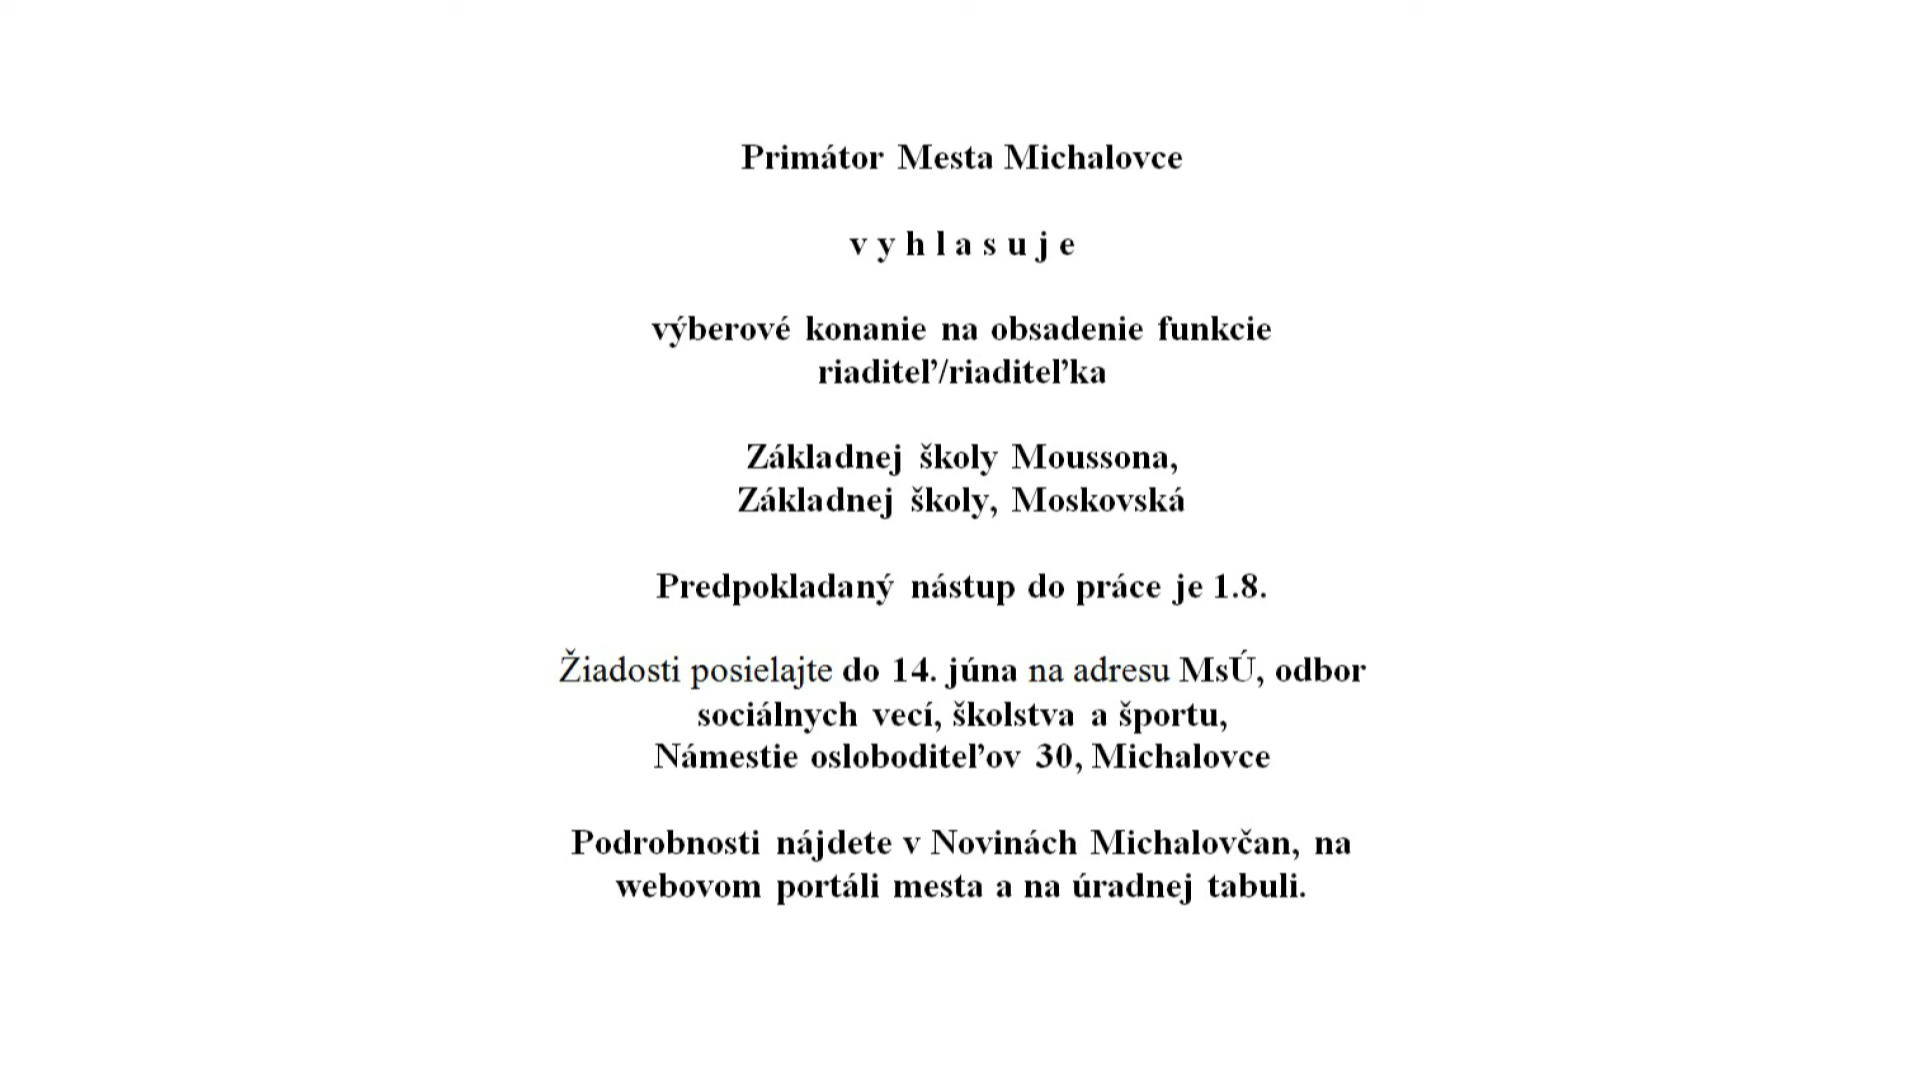 Primátor Mesta Michalovce
v y h l a s u j e
výberové konanie na obsadenie funkcie
riaditeľ/riaditeľka
Základnej školy Moussona,
Základnej školy, Moskovská
Predpokladaný nástup do práce je 1.8.
Žiadosti posielajte do 14. júna na adresu MsÚ, odbor
sociálnych vecí, školstva a športu,
Námestie osloboditeľov 30, Michalovce
Podrobnosti nájdete v Novinách Michalovčan, na
webovom portáli mesta a na úradnej tabuli.